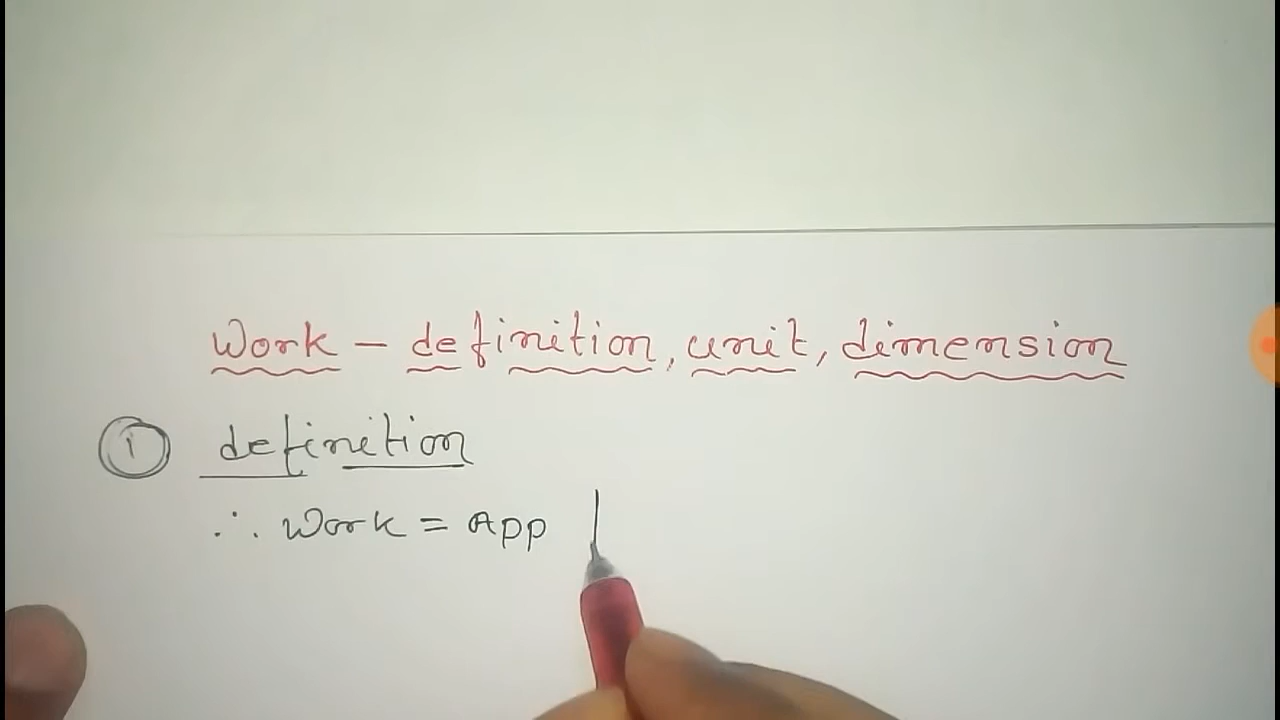 Work - definition, unit, dimension
① definition
∴ Work = App